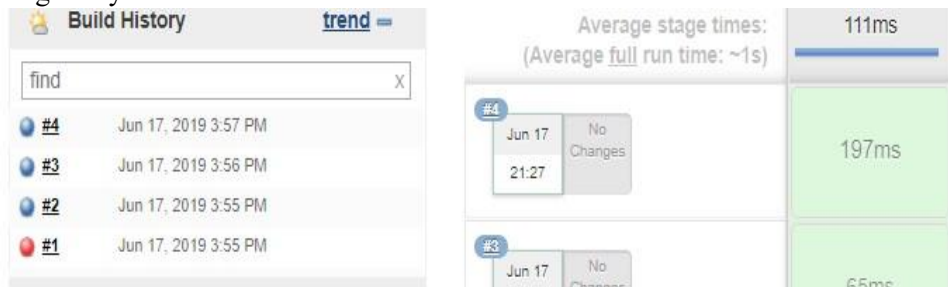 Build History
trend
find
X
#4 Jun 17, 2019 3:57 PM
#3 Jun 17, 2019 3:56 PM
#2 Jun 17, 2019 3:55 PM
#1 Jun 17, 2019 3:55 PM
Average stage times:
(Average full run time: ~1s)
111ms
#4
Jun 17
21:27
No
Changes
197ms
#3
Jun 17
No
Changes
65ms